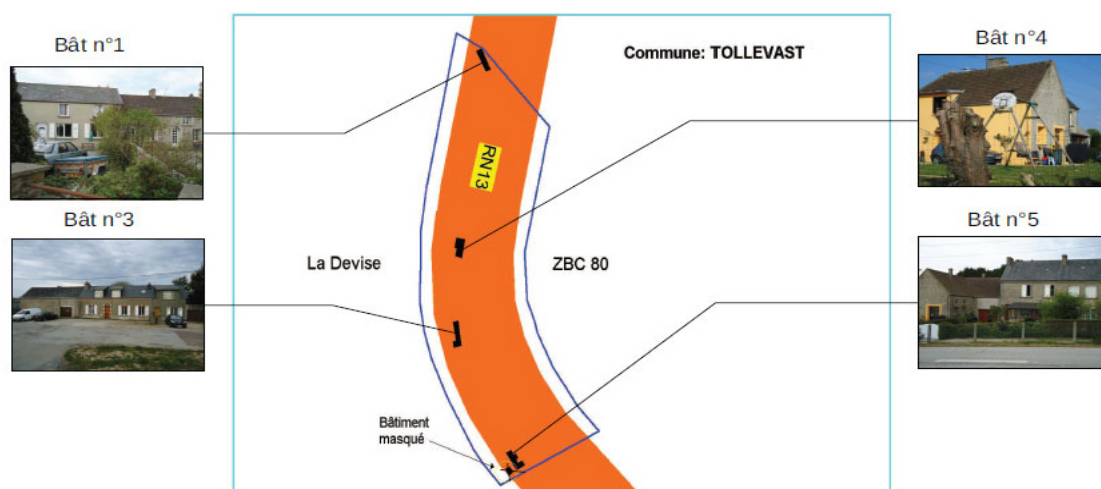 Bât n°1
Commune: TOLLEVAST
Bât n°4
RN13
Bât n°3
La Devise
ZBC 80
Bât n°5
Bâtiment
masqué